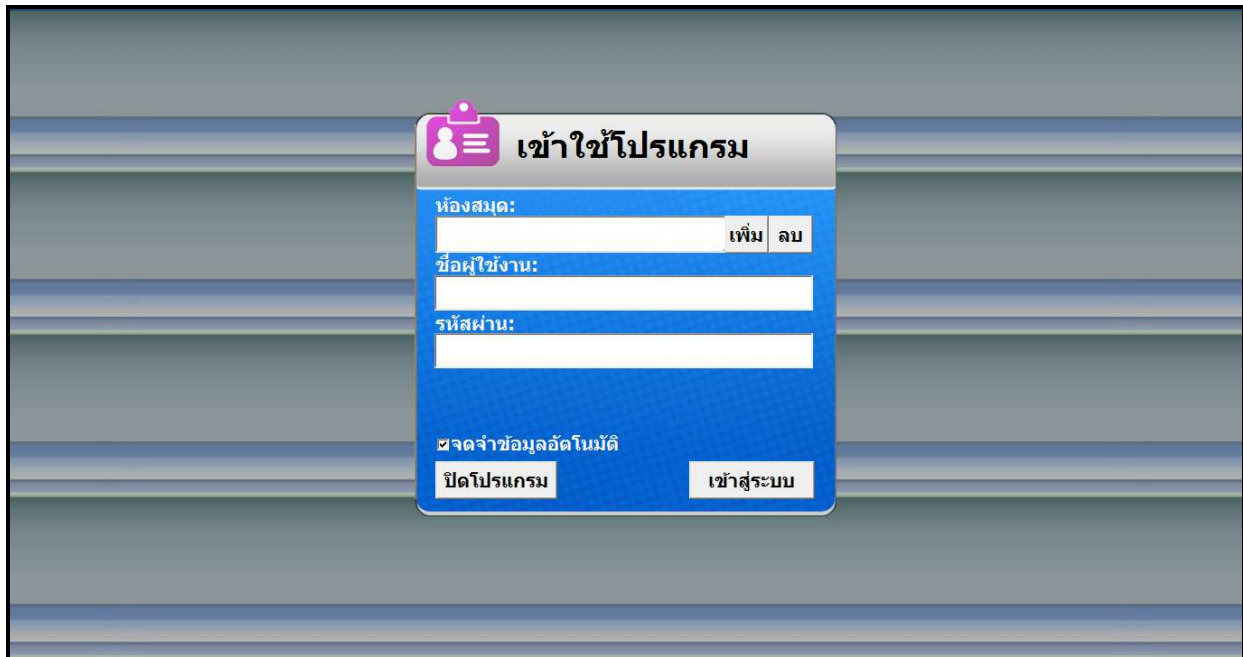 เข้าใช้โปรแกรม
ห้องสมุด:
เพิ่ม ลบ
ชื่อผู้ใช้งาน:
รหัสผ่าน:
จดจำข้อมูลอัตโนมัติ
ปิดโปรแกรม เข้าสู่ระบบ